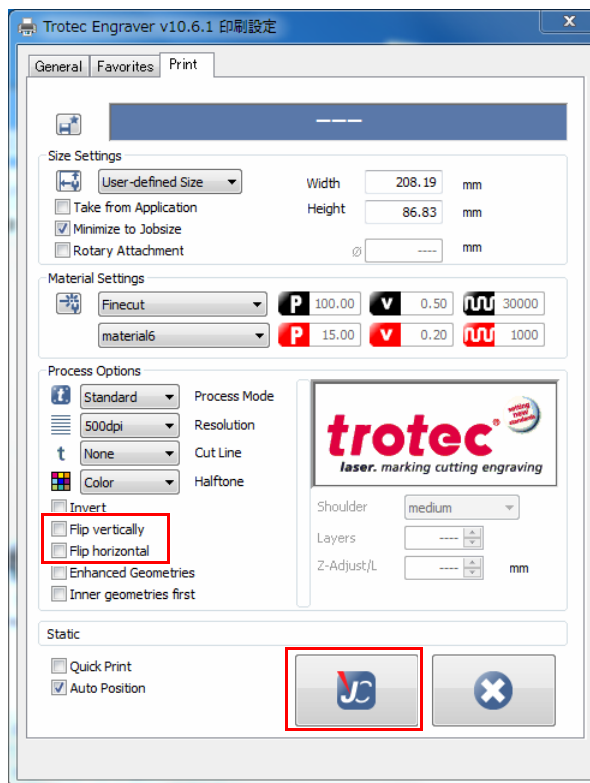 Trotec Engraver v10.6.1 印刷設定
General Favorites Print
---
Size Settings
User-defined Size Width 208.19 mm
Take from Application Height 86.83 mm
Minimize to Jobsize
Rotary Attachment Ø ---- mm
Material Settings
Finecut P 100.00 v 0.50 30000
material6 P 15.00 v 0.20 1000
Process Options
t Standard Process Mode
500dpi Resolution
t None Cut Line
Color Halftone
setting new standards
trotec®
laser. marking cutting engraving
Invert Shoulder medium
Flip vertically
Flip horizontal Layers ----
Enhanced Geometries Z-Adjust/L ---- mm
Inner geometries first
Static
Quick Print
Auto Position
JC